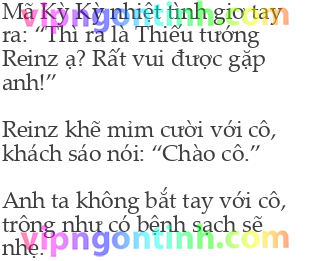 Mã Kỳ Kỳ nhiệt tình giơ tay
ra: “Thì ra là Thiếu tướng
Reinz ạ? Rất vui được gặp
anh!”
Reinz khẽ mỉm cười với cô,
khách sáo nói: “Chào cô.”
Anh ta không bắt tay với cô,
trông như có bệnh sạch sẽ
nhẹ.
vipngontinh.com
vipngontinh.com